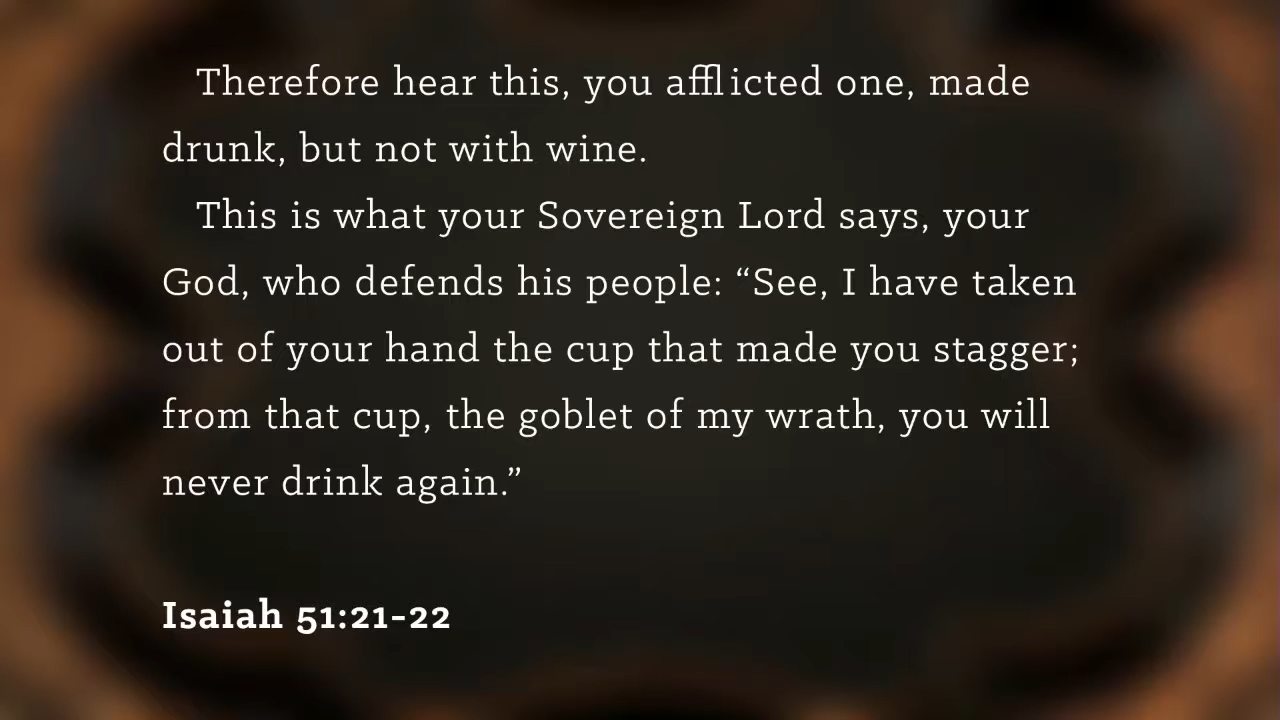 Therefore hear this, you afflicted one, made
drunk, but not with wine.
This is what your Sovereign Lord says, your
God, who defends his people: “See, I have taken
out of your hand the cup that made you stagger;
from that cup, the goblet of my wrath, you will
never drink again.”
Isaiah 51:21-22